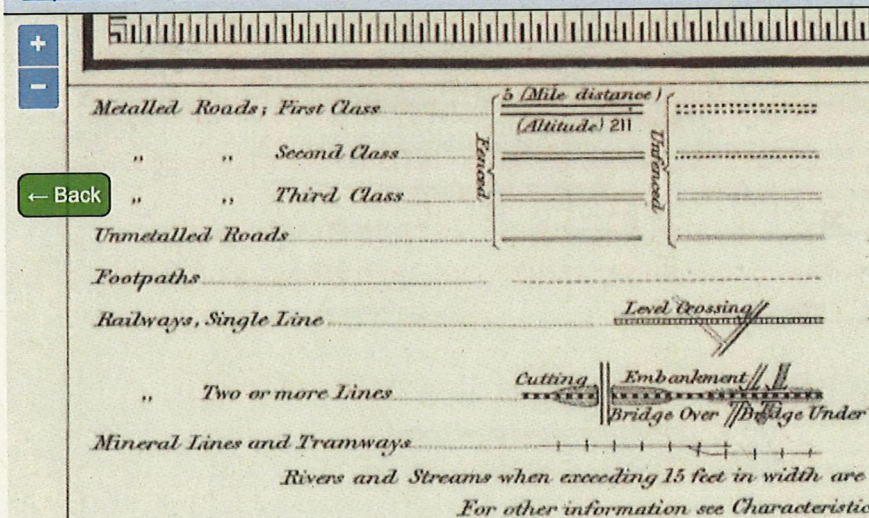 +
−
← Back
5 (Mile distance)
Metalled Roads; First Class
(Altitude) 211
Fenced
Unfenced
„ „ Second Class
„ „ Third Class
Unmetalled Roads
Footpaths
Railways, Single Line
Level Crossing
Cutting Embankment
„ Two or more Lines
Bridge Over Bridge Under
Mineral Lines and Tramways
Rivers and Streams when exceeding 15 feet in width are
For other information see Characteristic